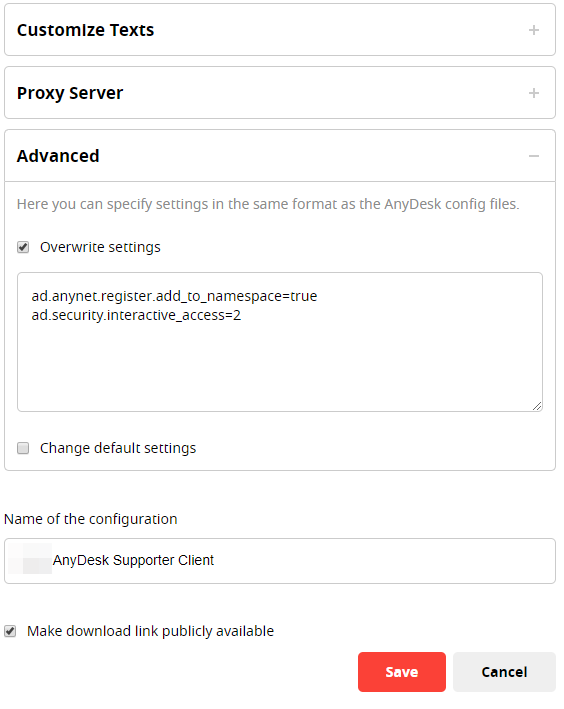 Customize Texts
Proxy Server
Advanced
Here you can specify settings in the same format as the AnyDesk config files.
Overwrite settings
ad.anynet.register.add_to_namespace=true
ad.security.interactive_access=2
Change default settings
Name of the configuration
AnyDesk Supporter Client
Make download link publicly available
Save
Cancel